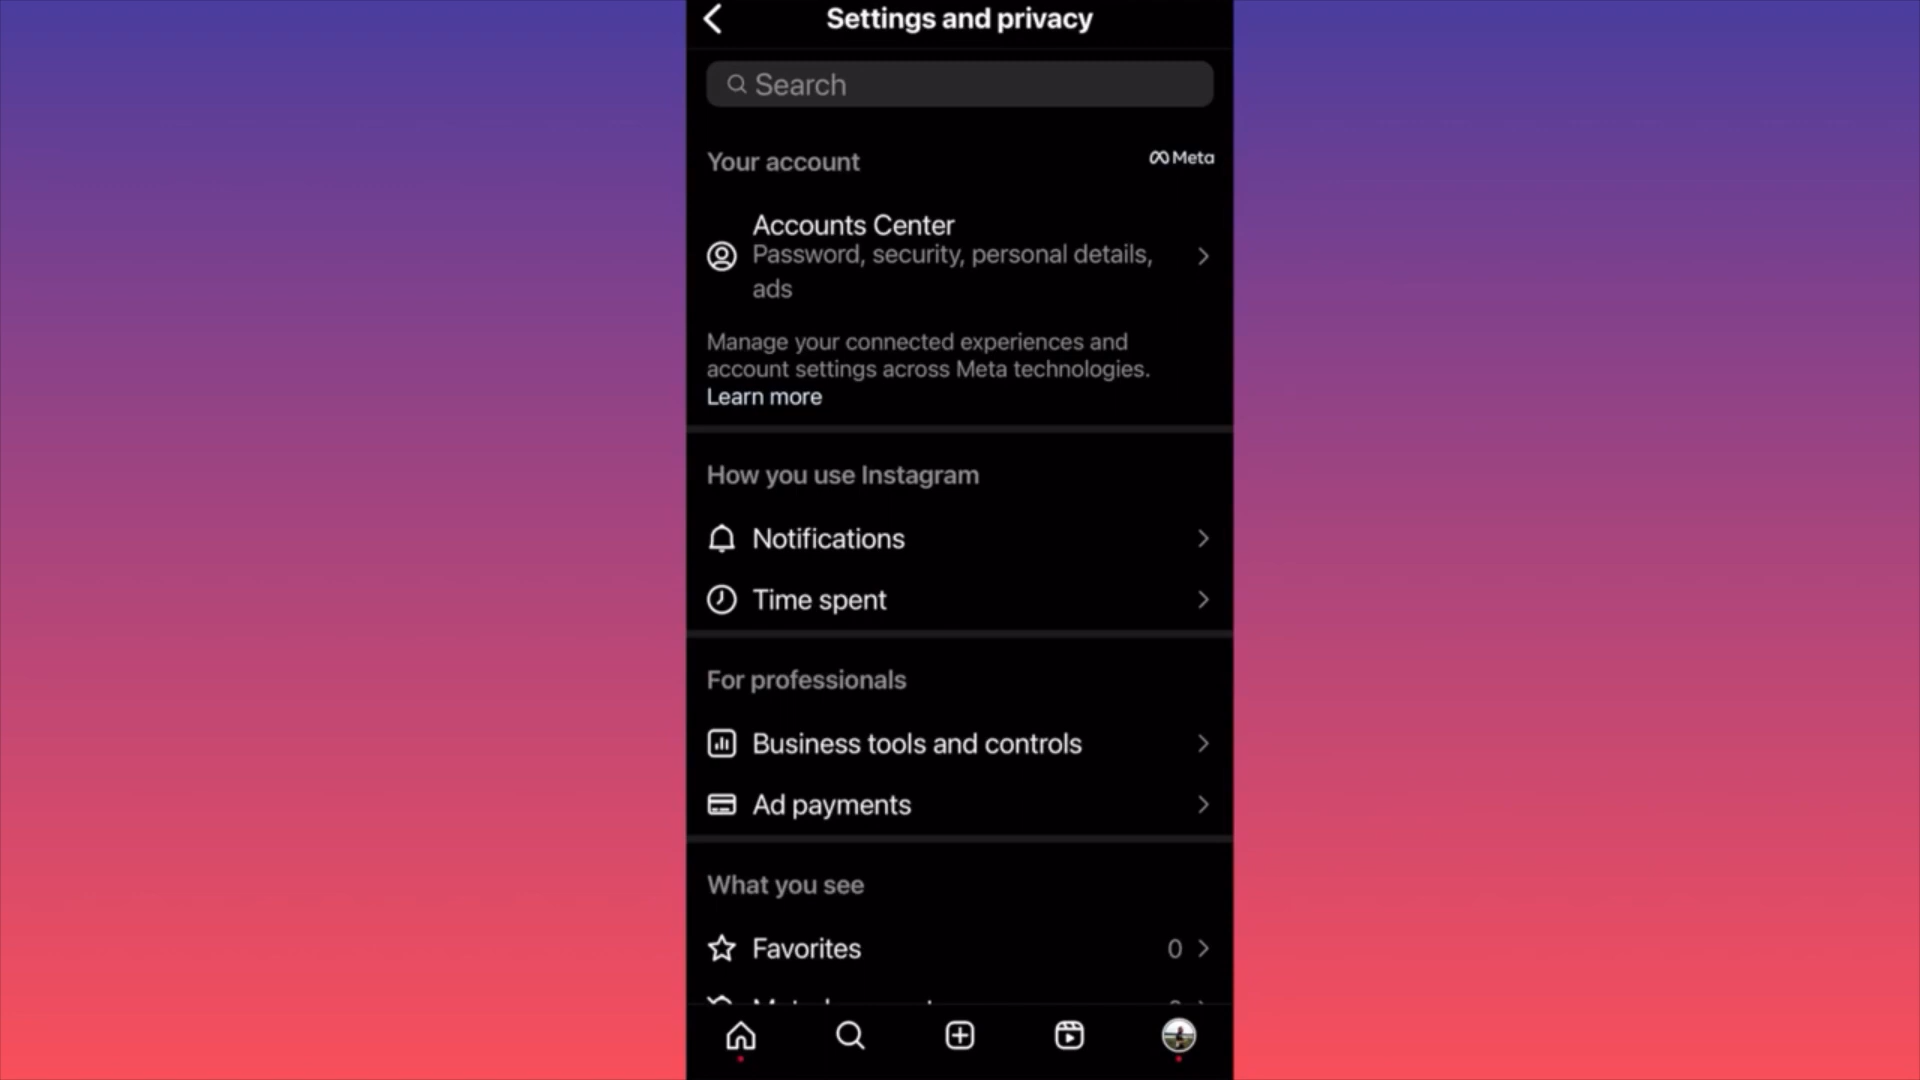 Settings and privacy
Search
Your account
Meta
Accounts Center
Password, security, personal details,
ads
Manage your connected experiences and
account settings across Meta technologies.
Learn more
How you use Instagram
Notifications
Time spent
For professionals
Business tools and controls
Ad payments
What you see
Favorites
0